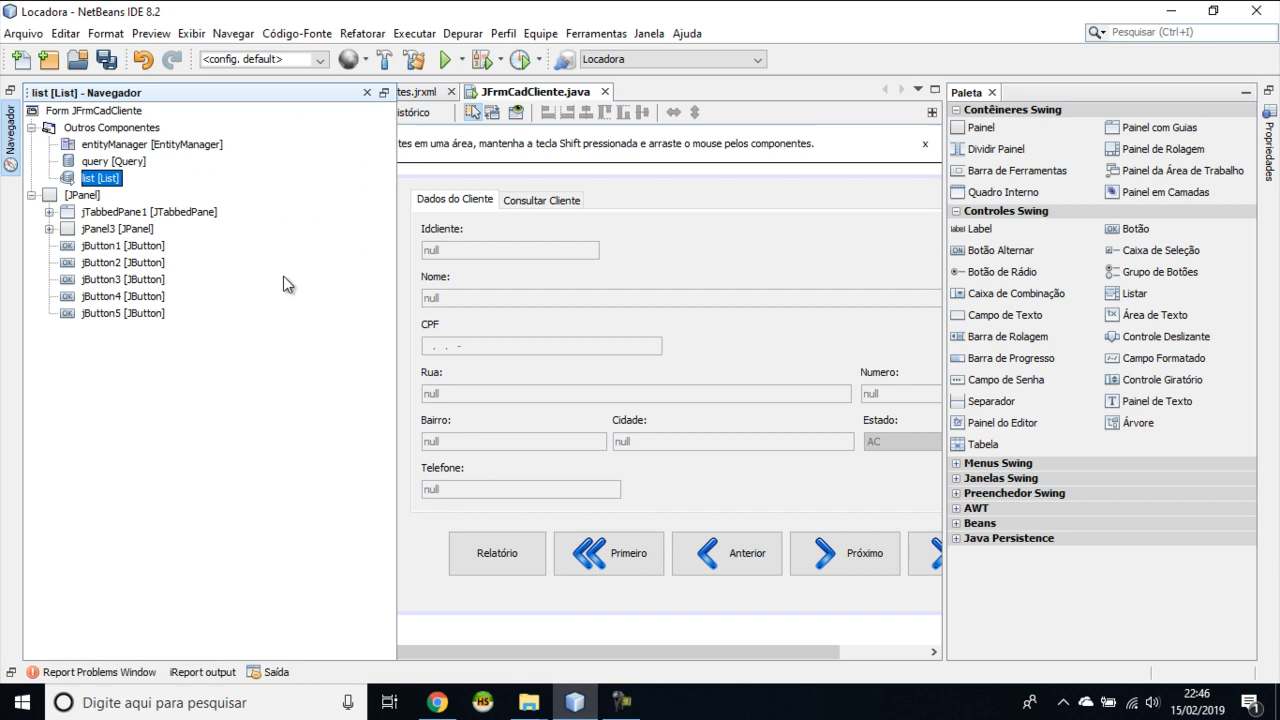 Locadora - NetBeans IDE 8.2
Arquivo Editar Format Preview Exibir Navegar Código-Fonte Refatorar Executar Depurar Perfil Equipe Ferramentas Janela Ajuda
Pesquisar (Ctrl+I)
<config. default>
Locadora
list [List] - Navegador
tes.jrxml
JFrmCadCliente.java
Paleta
Navegador
Propriedades
Form JFrmCadCliente
Outros Componentes
entityManager [EntityManager]
query [Query]
list [List]
[JPanel]
jTabbedPane1 [JTabbedPane]
jPanel3 [JPanel]
jButton1 [JButton]
jButton2 [JButton]
jButton3 [JButton]
jButton4 [JButton]
jButton5 [JButton]
istórico
tes em uma área, mantenha a tecla Shift pressionada e arraste o mouse pelos componentes.
x
Dados do Cliente
Consultar Cliente
Idcliente:
null
Nome:
null
CPF
. . -
Rua:
Numero:
null
null
Bairro:
Cidade:
Estado:
null
null
AC
Telefone:
null
Relatório
Primeiro
Anterior
Próximo
Contêineres Swing
Painel
Painel com Guias
Dividir Painel
Painel de Rolagem
Barra de Ferramentas
Painel da Área de Trabalho
Quadro Interno
Painel em Camadas
Controles Swing
label Label
OK Botão
ON Botão Alternar
Caixa de Seleção
Botão de Rádio
Grupo de Botões
Caixa de Combinação
Listar
Campo de Texto
Área de Texto
Barra de Rolagem
Controle Deslizante
Barra de Progresso
Campo Formatado
Campo de Senha
Controle Giratório
Separador
Painel de Texto
Painel do Editor
Árvore
Tabela
Menus Swing
Janelas Swing
Preenchedor Swing
AWT
Beans
Java Persistence
Report Problems Window
iReport output
Saída
Digite aqui para pesquisar
HS
22:46
15/02/2019
1